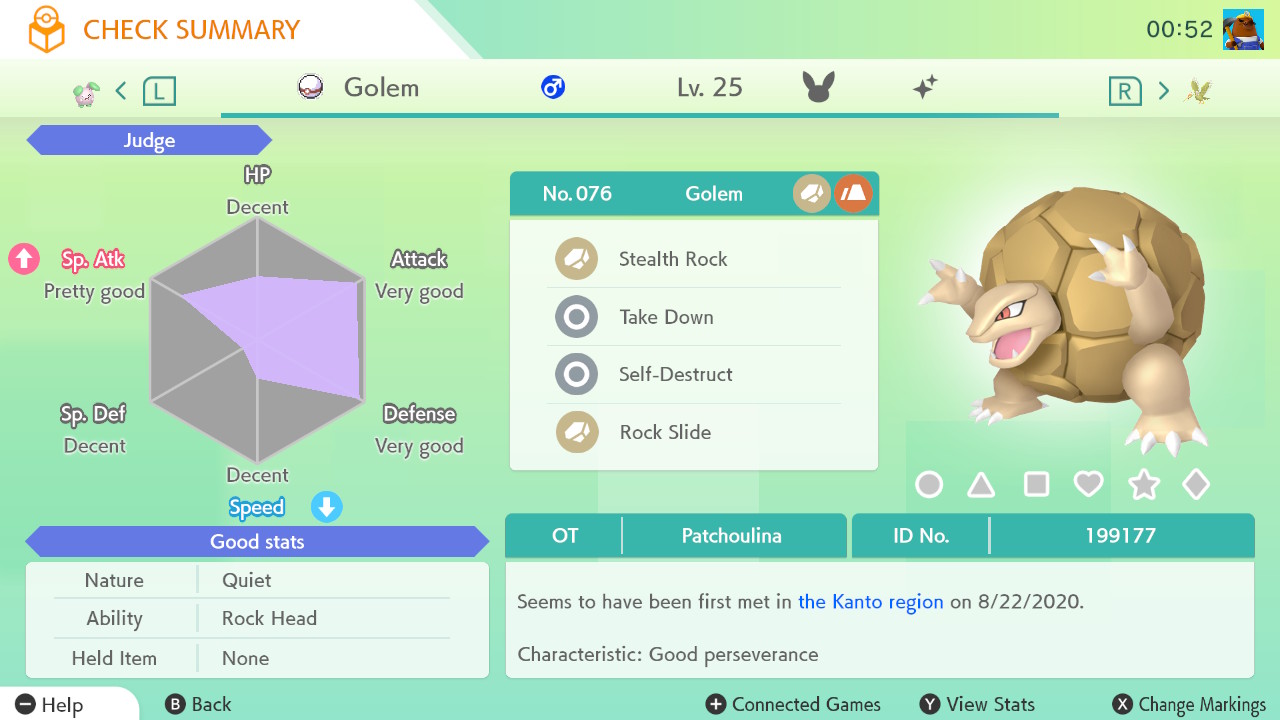 CHECK SUMMARY
00:52
L
Golem
Lv. 25
R
Judge
HP
Decent
Sp. Atk
Pretty good
Attack
Very good
Sp. Def
Decent
Defense
Very good
Decent
Speed
Good stats
Nature Quiet
Ability Rock Head
Held Item None
No. 076 Golem
Stealth Rock
Take Down
Self-Destruct
Rock Slide
OT Patchoulina ID No. 199177
Seems to have been first met in the Kanto region on 8/22/2020.
Characteristic: Good perseverance
Help
B Back
Connected Games
Y View Stats
X Change Markings